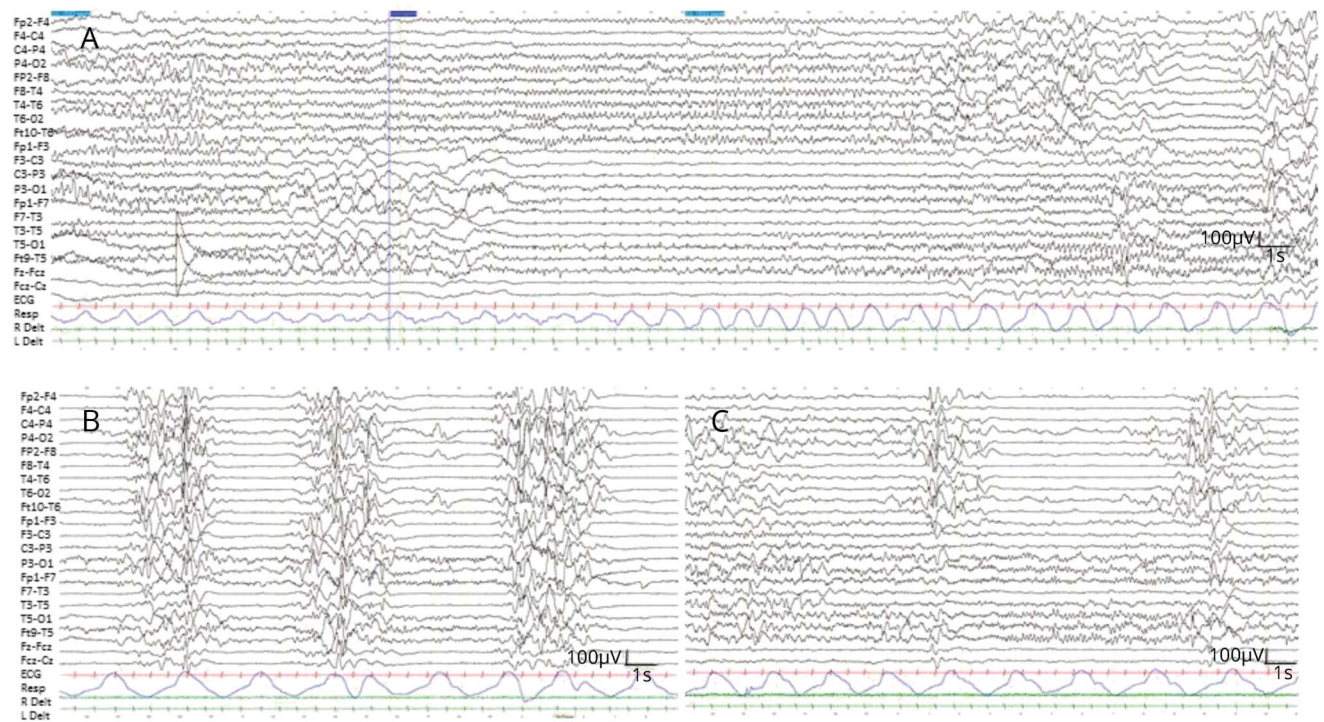 A
Fp2-F4
F4-C4
C4-P4
P4-O2
FP2-F8
F8-T4
T4-T6
T6-O2
Ft10-T6
Fp1-F3
F3-C3
C3-P3
P3-O1
Fp1-F7
F7-T3
T3-T5
T5-O1
Ft9-T5
Fz-Fcz
Fcz-Cz
ECG
Resp
R Delt
L Delt
100µV
1s
B
Fp2-F4
F4-C4
C4-P4
P4-O2
FP2-F8
F8-T4
T4-T6
T6-O2
Ft10-T6
Fp1-F3
F3-C3
C3-P3
P3-O1
Fp1-F7
F7-T3
T3-T5
T5-O1
Ft9-T5
Fz-Fcz
Fcz-Cz
ECG
Resp
R Delt
L Delt
100µV
1s
C
100µV
1s